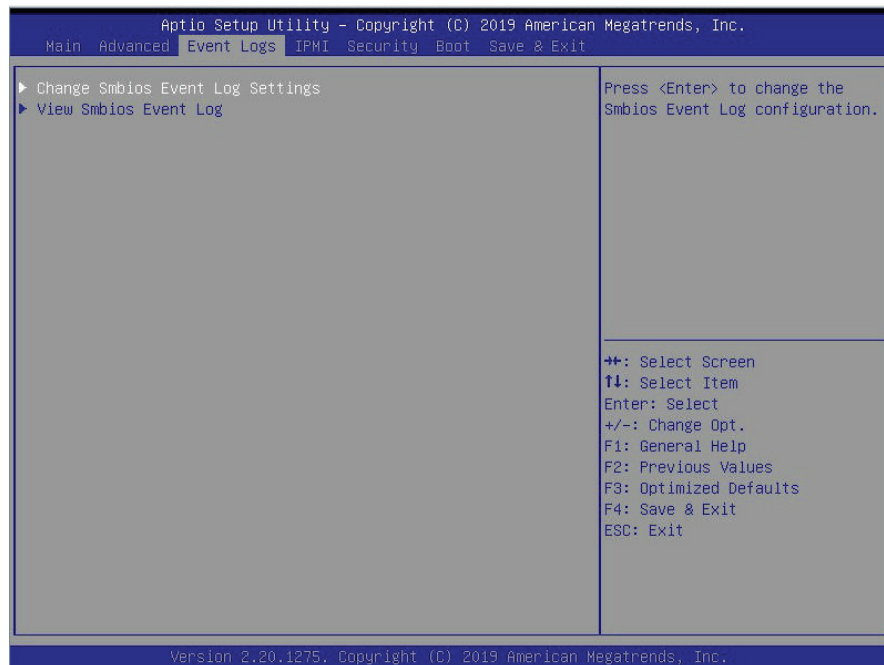 Aptio Setup Utility – Copyright (C) 2019 American Megatrends, Inc.
Main Advanced Event Logs IPMI Security Boot Save & Exit
▶ Change Smbios Event Log Settings
▶ View Smbios Event Log
Press <Enter> to change the
Smbios Event Log configuration.
→←: Select Screen
↑↓: Select Item
Enter: Select
+/-: Change Opt.
F1: General Help
F2: Previous Values
F3: Optimized Defaults
F4: Save & Exit
ESC: Exit
Version 2.20.1275. Copyright (C) 2019 American Megatrends, Inc.